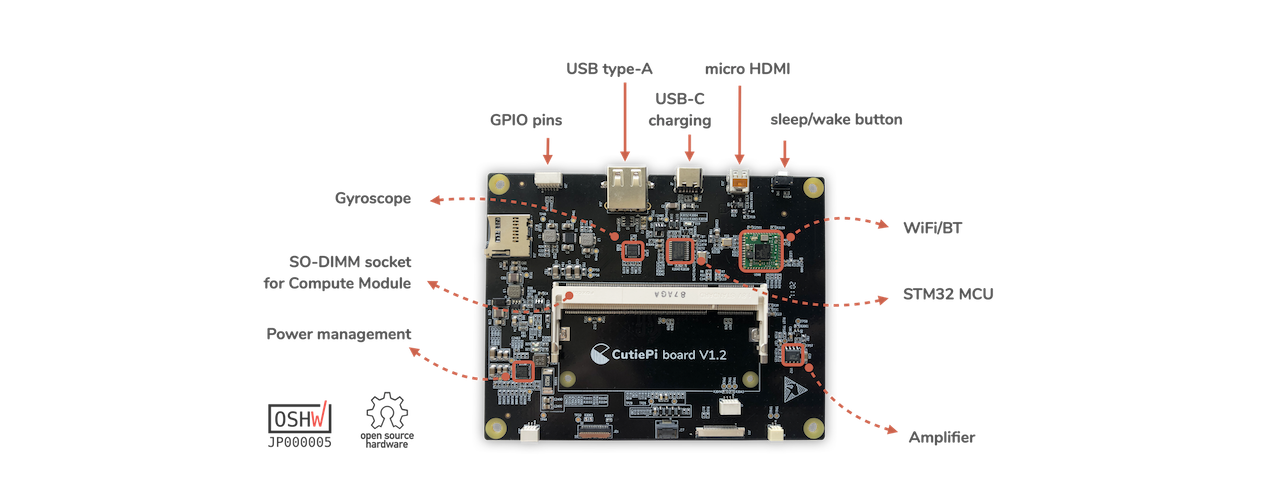 USB type-A
micro HDMI
USB-C
charging
GPIO pins
sleep/wake button
Gyroscope
WiFi/BT
SO-DIMM socket
for Compute Module
STM32 MCU
Power management
87AGA
CutiePi board V1.2
OSHW
JP000005
open source
hardware
Amplifier